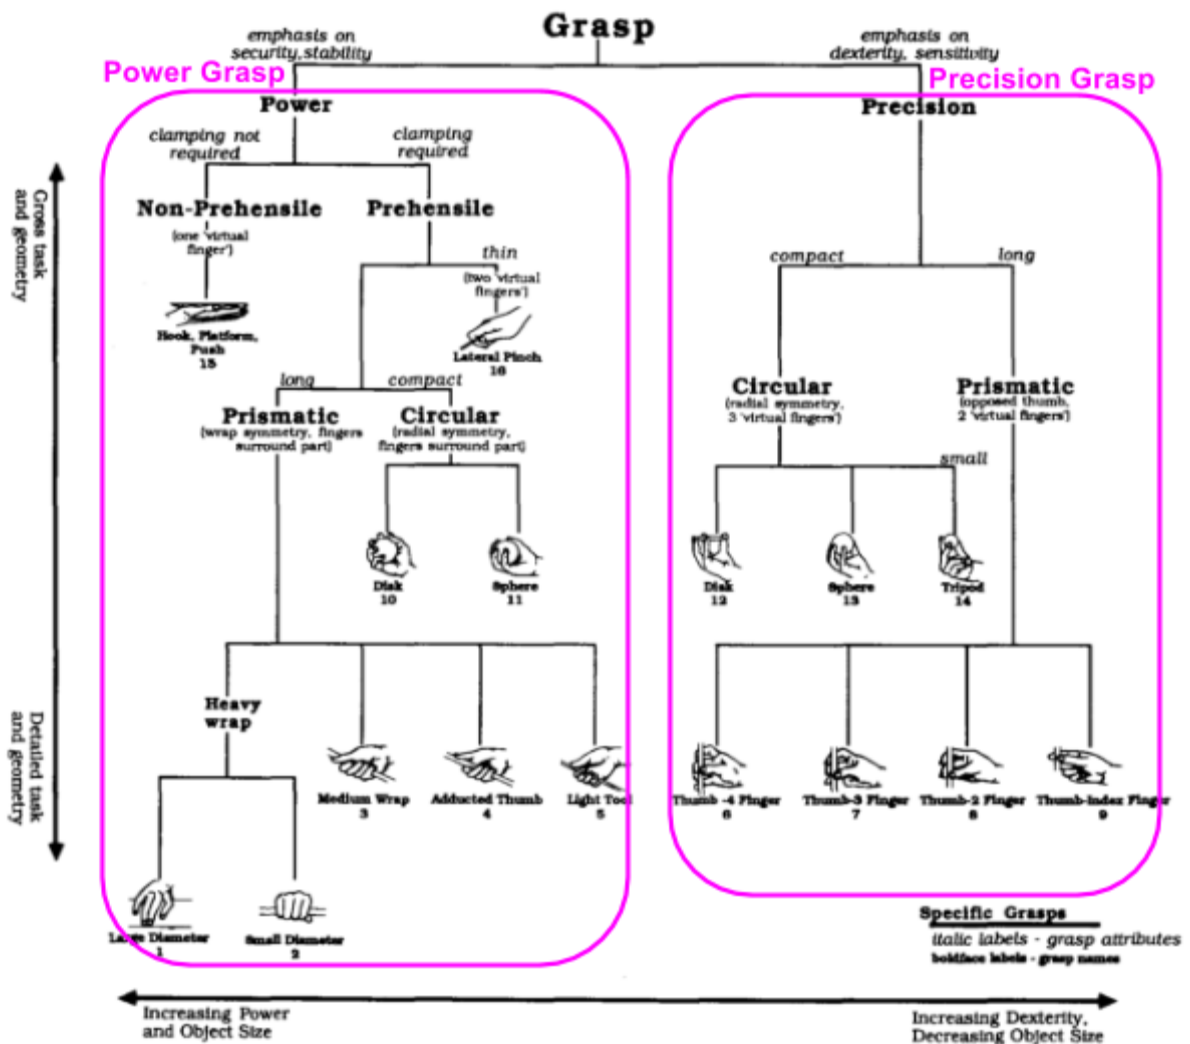 Grasp
emphasis on
security,stability
emphasis on
dexterity, sensitivity
Power Grasp
Precision Grasp
Power
Precision
clamping not
required
clamping
required
Gross task
and geometry
Non-Prehensile
(one 'virtual
finger')
Prehensile
thin
(two 'virtual
fingers')
compact
long
Hook, Platform,
Push
15
Lateral Pinch
16
long
compact
Prismatic
(wrap symmetry, fingers
surround part)
Circular
(radial symmetry,
fingers surround part)
Circular
(radial symmetry,
3 'virtual fingers')
Prismatic
(opposed thumb,
2 'virtual fingers')
small
Disk
10
Sphere
11
Disk
12
Sphere
13
Tripod
14
Detailed task
and geometry
Heavy
wrap
Medium Wrap
3
Adducted Thumb
4
Light Tool
5
Thumb -4 Finger
6
Thumb-3 Finger
7
Thumb-2 Finger
8
Thumb-Index Finger
9
Large Diameter
1
Small Diameter
2
Specific Grasps
italic labels - grasp attributes
boldface labels - grasp names
Increasing Power
and Object Size
Increasing Dexterity,
Decreasing Object Size